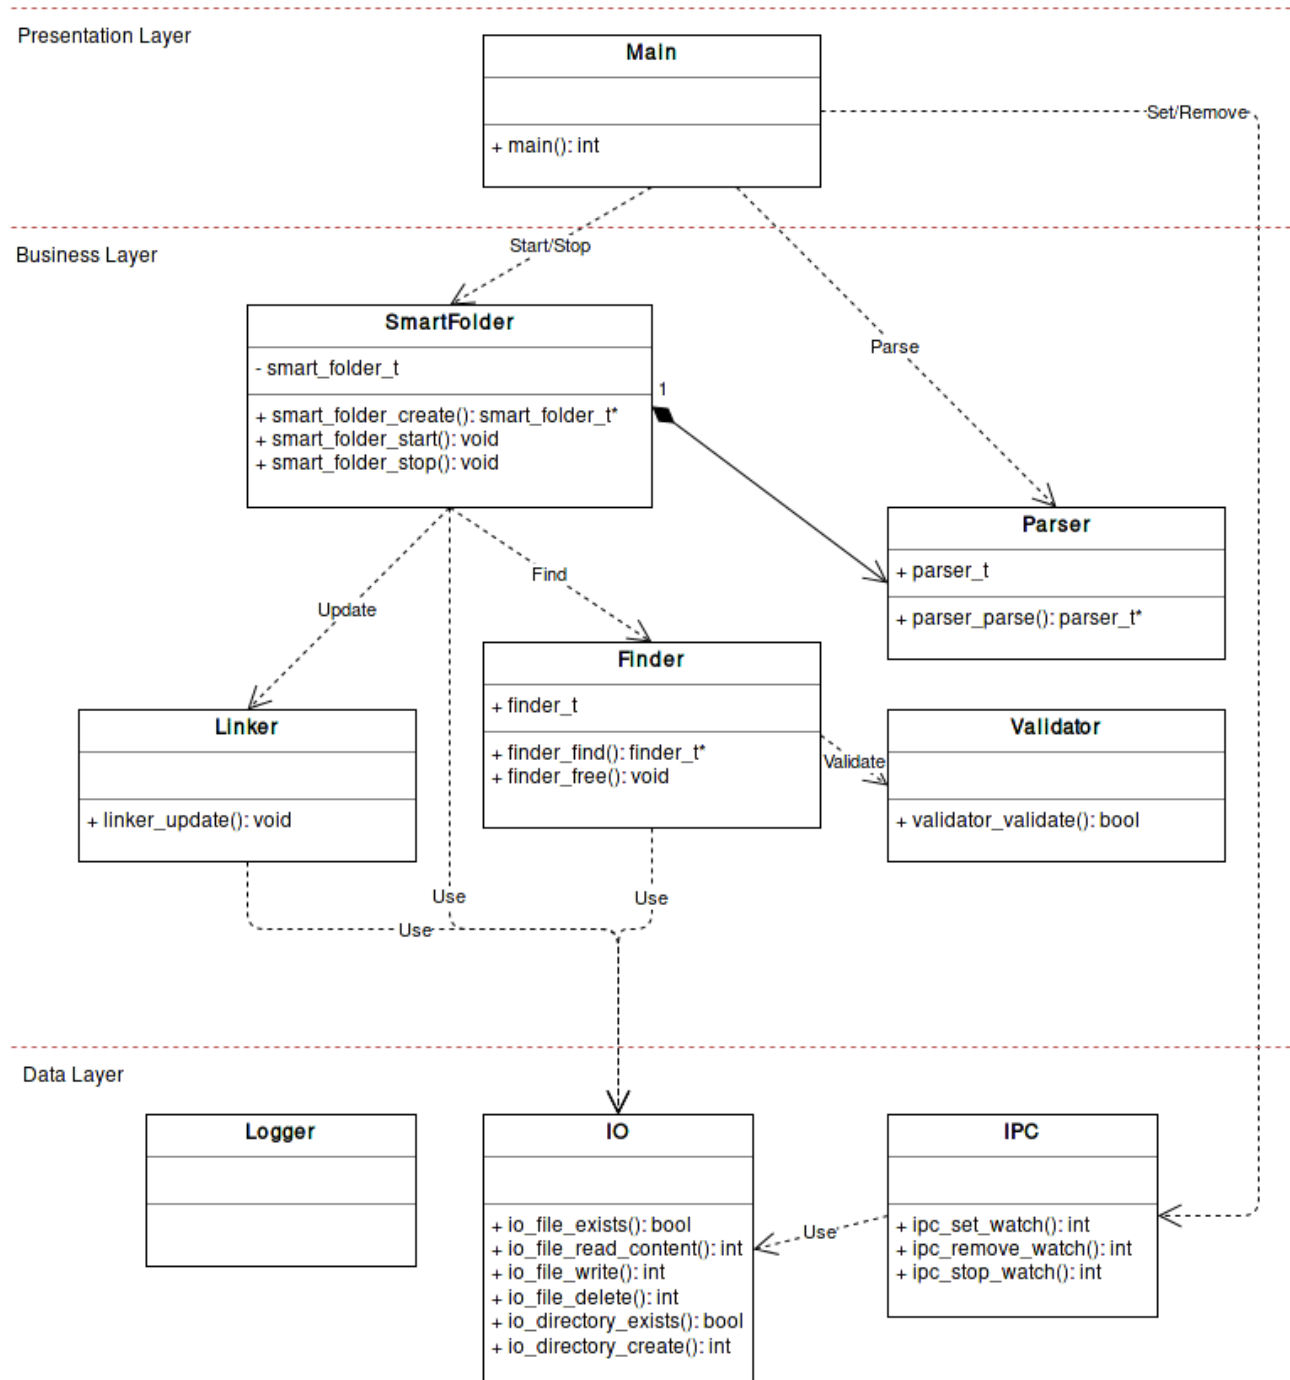 Presentation Layer
Main
+ main(): int
Set/Remove
Business Layer
Start/Stop
Parse
SmartFolder
- smart_folder_t
+ smart_folder_create(): smart_folder_t*
+ smart_folder_start(): void
+ smart_folder_stop(): void
1
Parser
+ parser_t
+ parser_parse(): parser_t*
Find
Update
Finder
+ finder_t
+ finder_find(): finder_t*
+ finder_free(): void
Linker
+ linker_update(): void
Validate
Validator
+ validator_validate(): bool
Use
Use
Use
Data Layer
Logger
IO
+ io_file_exists(): bool
+ io_file_read_content(): int
+ io_file_write(): int
+ io_file_delete(): int
+ io_directory_exists(): bool
+ io_directory_create(): int
Use
IPC
+ ipc_set_watch(): int
+ ipc_remove_watch(): int
+ ipc_stop_watch(): int